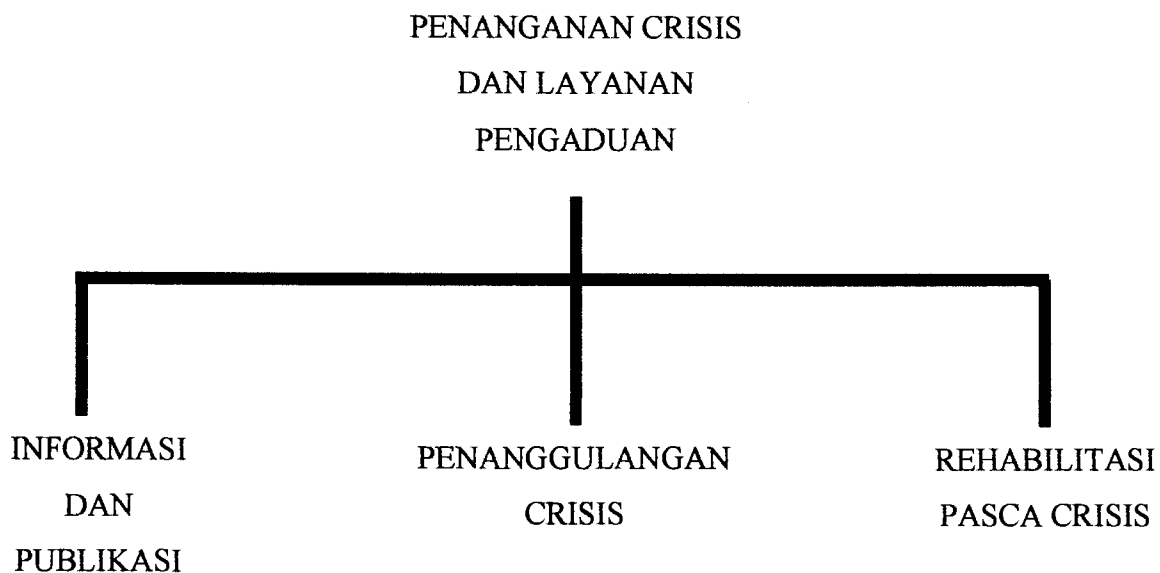 PENANGANAN CRISIS
DAN LAYANAN
PENGADUAN
INFORMASI
DAN
PUBLIKASI
PENANGGULANGAN
CRISIS
REHABILITASI
PASCA CRISIS